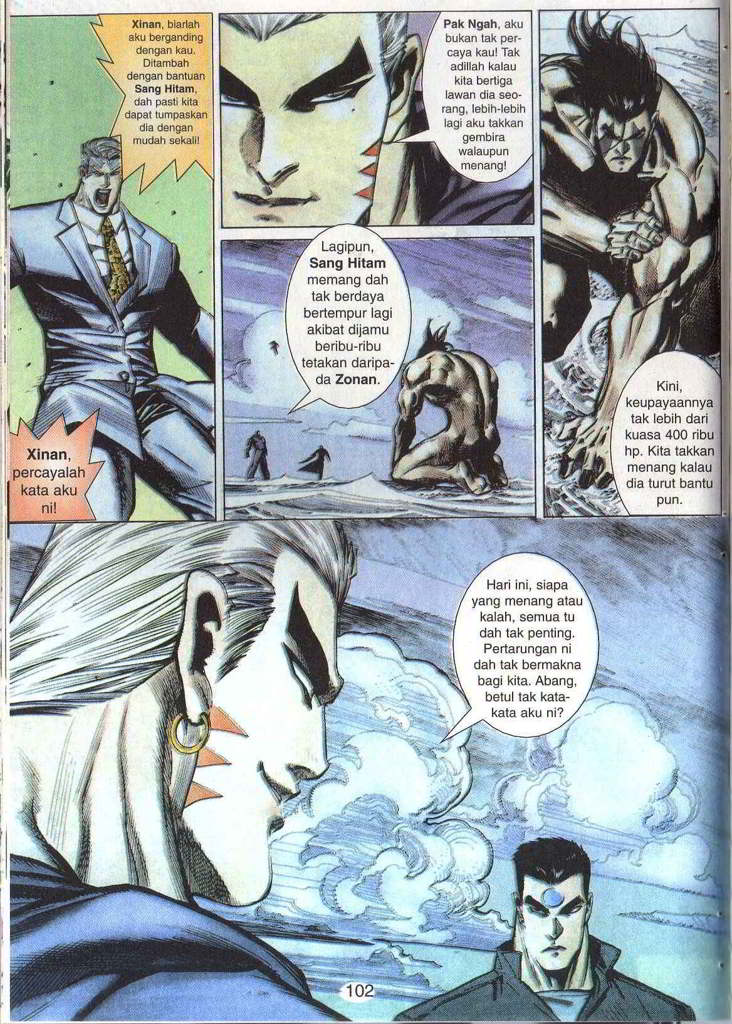 Xinan, biarlah
aku berganding
dengan kau.
Ditambah
dengan bantuan
Sang Hitam,
dah pasti kita
dapat tumpaskan
dia dengan
mudah sekali!
Xinan,
percayalah
kata aku
ni!
Pak Ngah, aku
bukan tak per-
caya kau! Tak
adillah kalau
kita bertiga
lawan dia seo-
rang, lebih-lebih
lagi aku takkan
gembira
walaupun
menang!
Lagipun,
Sang Hitam
memang dah
tak berdaya
bertempur lagi
akibat dijamu
beribu-ribu
tetakan daripa-
da Zonan.
Kini,
keupayaannya
tak lebih dari
kuasa 400 ribu
hp. Kita takkan
menang kalau
dia turut bantu
pun.
Hari ini, siapa
yang menang atau
kalah, semua tu
dah tak penting.
Pertarungan ni
dah tak bermakna
bagi kita. Abang,
betul tak kata-
kata aku ni?
102